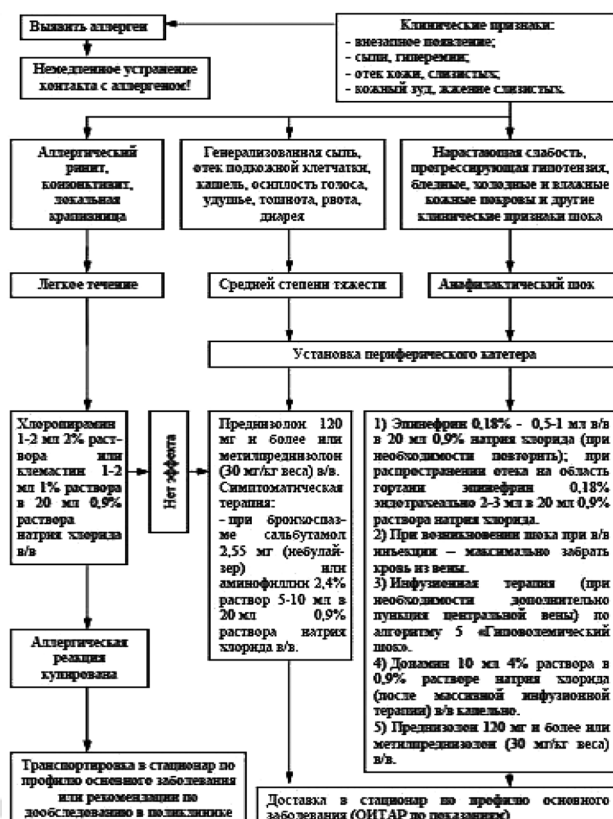 Выявить аллерген
Немедленное устранение
контакта с аллергеном!
Клинические признаки:
- внезапное появление;
- сыпи, гиперемии;
- отек кожи, слизистых;
- кожный зуд, жжение слизистых.
Аллергический
ринит,
конъюнктивит,
локальная
крапивница
Генерализованная сыпь,
отек подкожной клетчатки,
кашель, осиплость голоса,
удушье, тошнота, рвота,
диарея
Нарастающая слабость,
прогрессирующая гипотензия,
бледные, холодные и влажные
кожные покровы и другие
клинические признаки шока
Легкое течение
Средней степени тяжести
Анафилактический шок
Установка периферического катетера
Хлоропирамин
1-2 мл 2% раст-
вора или
клемастин 1-2
мл 1% раствора
в 20 мл 0,9%
раствора
натрия хлорида
в/в
Нет эффекта
Преднизолон 120
мг и более или
метилпреднизолон
(30 мг/кг веса) в/в.
Симптоматическая
терапия:
- при бронхоспаз-
ме сальбутамол
2,55 мг (небулай-
зер) или
аминофиллин 2,4%
раствор 5-10 мл в
20 мл 0,9%
раствора натрия
хлорида в/в.
1) Эпинефрин 0,18% - 0,5-1 мл в/в
в 20 мл 0,9% натрия хлорида (при
необходимости повторить); при
распространении отека на область
гортани эпинефрин 0,18%
эндотрахеально 2-3 мл в 20 мл 0,9%
раствора натрия хлорида.
2) При возникновении шока при в/в
инъекции – максимально забрать
кровь из вены.
3) Инфузионная терапия (при
необходимости дополнительно
пункция центральной вены) по
алгоритму 5 «Гиповолемический
шок».
4) Допамин 10 мл 4% раствора в
0,9% растворе натрия хлорида
(после массивной инфузионной
терапии) в/в капельно.
5) Преднизолон 120 мг и более или
метилпреднизолон (30 мг/кг веса)
в/в.
Аллергическая
реакция
купирована
Транспортировка в стационар по
профилю основного заболевания
или рекомендации по
дообследованию в поликлинике
Доставка в стационар по профилю основного
заболевания (ОИТАР по показаниям)